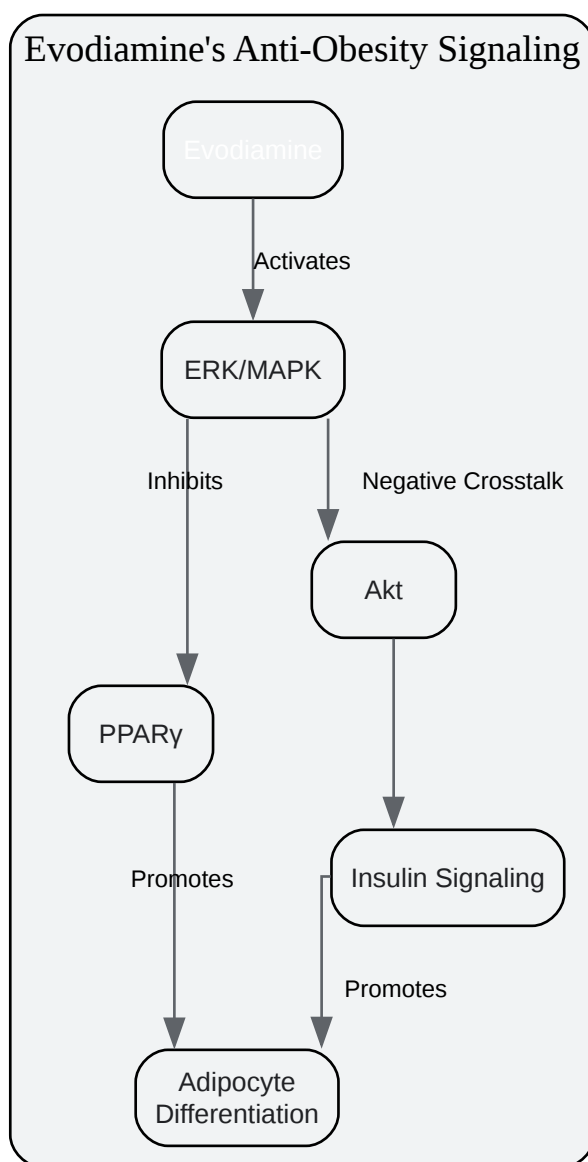 Evodiamine's Anti-Obesity Signaling
Evodiamine
Activates
ERK/MAPK
Inhibits
Negative Crosstalk
Akt
PPARγ
Promotes
Insulin Signaling
Promotes
Adipocyte
Differentiation